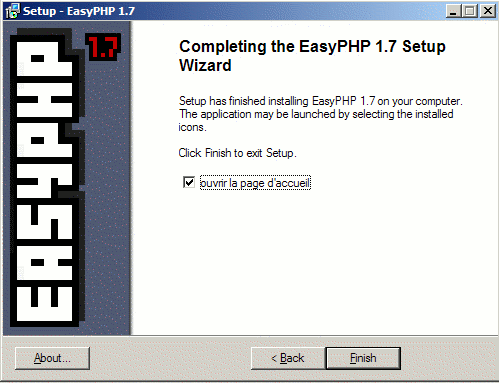 Setup - EasyPHP 1.7
EASYPHP
1.7
Completing the EasyPHP 1.7 Setup
Wizard
Setup has finished installing EasyPHP 1.7 on your computer.
The application may be launched by selecting the installed
icons.
Click Finish to exit Setup.
ouvrir la page d'accueil
About...
< Back
Finish